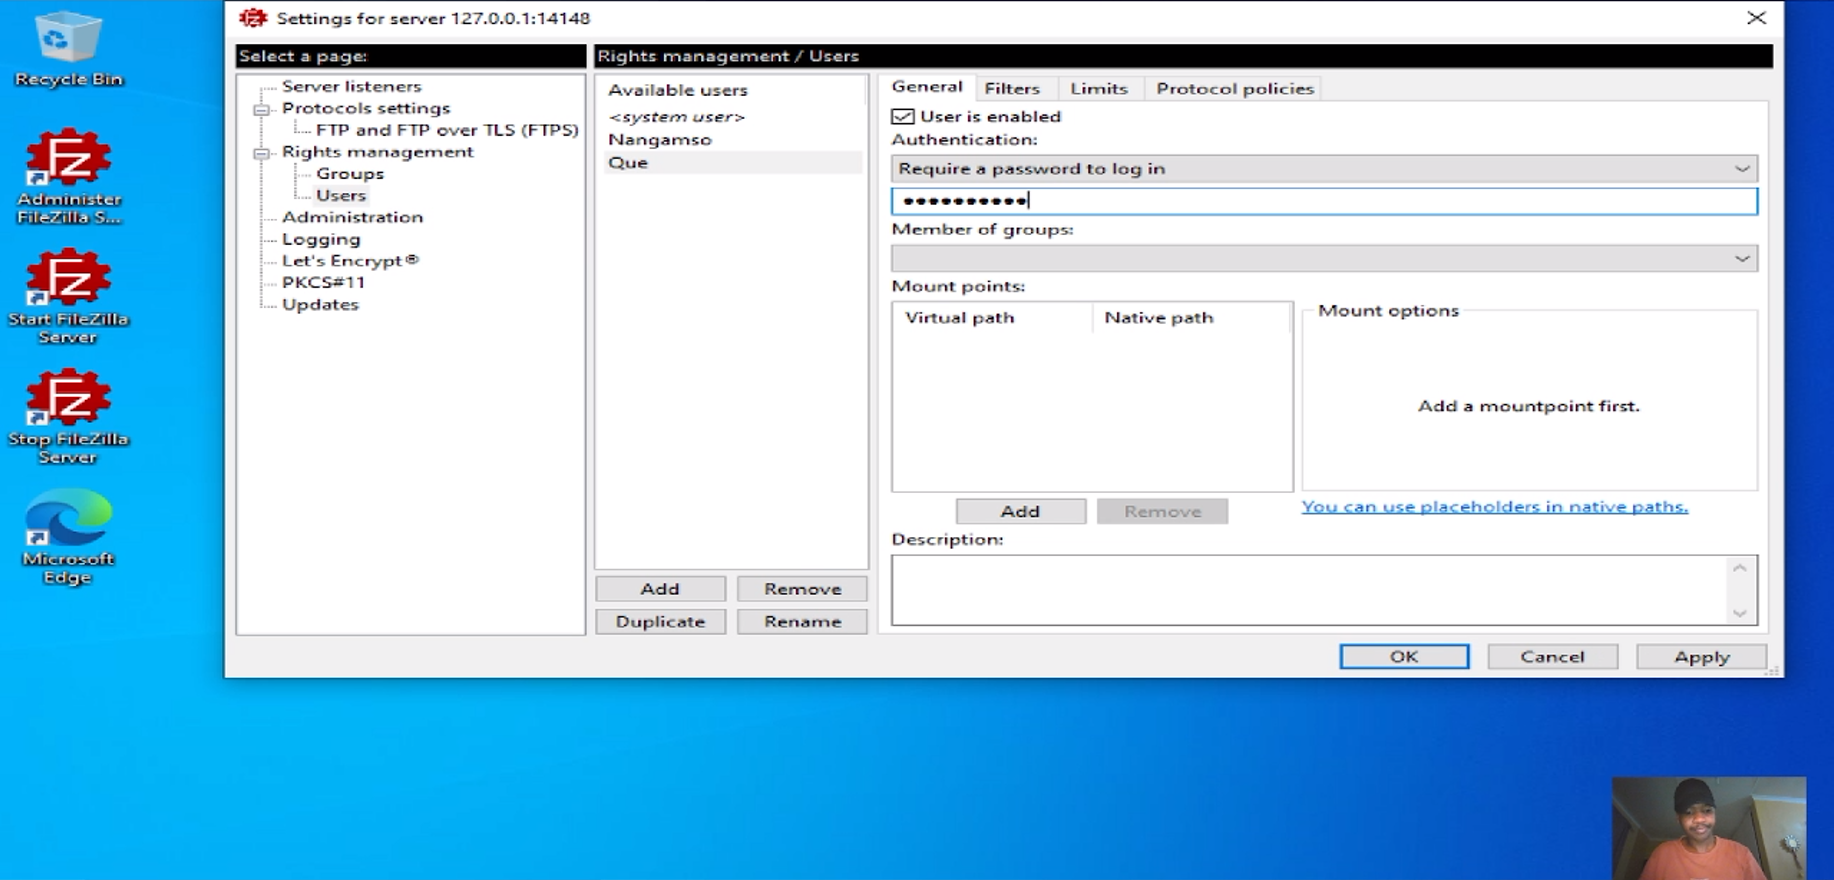 Recycle Bin
Administer
FileZilla S...
Start FileZilla
Server
Stop FileZilla
Server
Microsoft
Edge
Settings for server 127.0.0.1:14148
Select a page:
Server listeners
Protocols settings
FTP and FTP over TLS (FTPS)
Rights management
Groups
Users
Administration
Logging
Let's Encrypt®
PKCS#11
Updates
Rights management / Users
Available users
<system user>
Nangamso
Que
Add
Remove
Duplicate
Rename
General
Filters
Limits
Protocol policies
User is enabled
Authentication:
Require a password to log in
••••••••••
Member of groups:
Mount points:
Virtual path
Native path
Mount options
Add a mountpoint first.
Add
Remove
You can use placeholders in native paths.
Description:
OK
Cancel
Apply